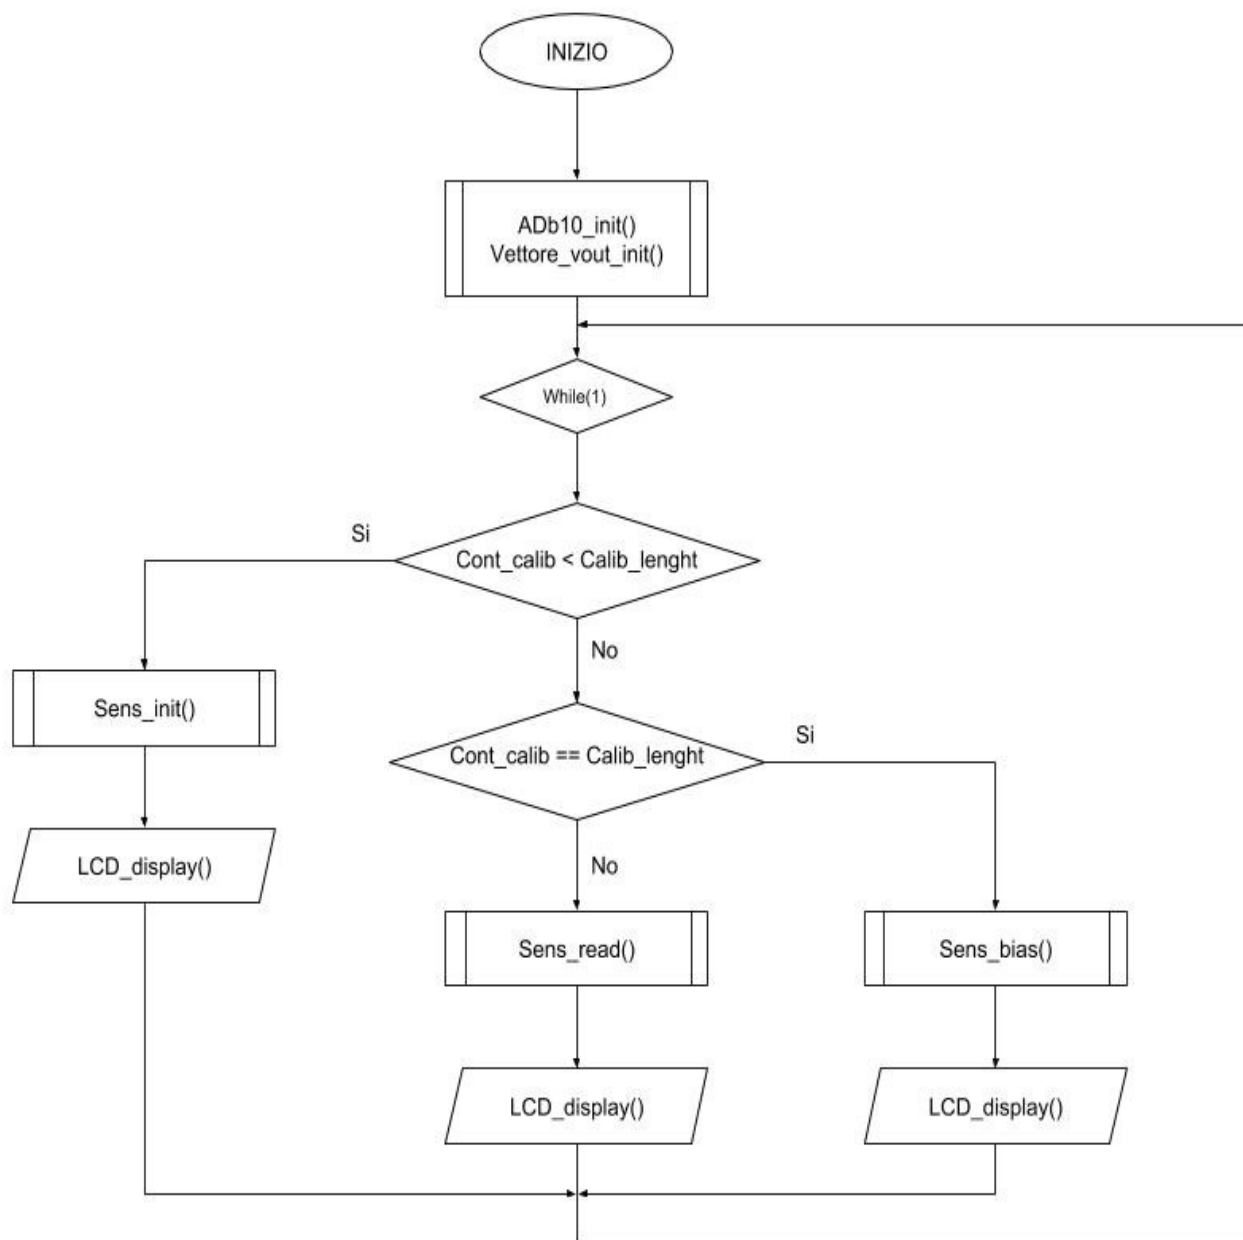 INIZIO
ADb10_init()
Vettore_vout_init()
While(1)
Si
Cont_calib < Calib_lenght
No
Sens_init()
Cont_calib == Calib_lenght
Si
LCD_display()
No
Sens_read()
Sens_bias()
LCD_display()
LCD_display()